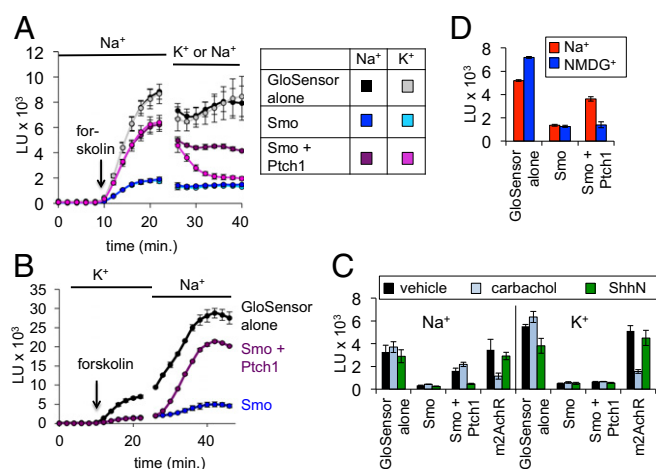 A
Na+
K+ or Na+
LU x 10³
12
10
8
6
4
2
0
for-
skolin
0 10 20 30 40
time (min.)
Na+ K+
GloSensor
alone
Smo
Smo +
Ptch1
D
LU x 10³
8
6
4
2
0
Na+
NMDG+
GloSensor
alone
Smo
Smo +
Ptch1
B
K+
Na+
LU x 10³
35
30
25
20
15
10
5
0
forskolin
GloSensor
alone
Smo +
Ptch1
Smo
0 20 40
time (min.)
C
vehicle carbachol ShhN
LU x 10³
8
6
4
2
0
Na+ K+
GloSensor
alone
Smo
Smo +
Ptch1
m2AchR
GloSensor
alone
Smo
Smo +
Ptch1
m2AchR